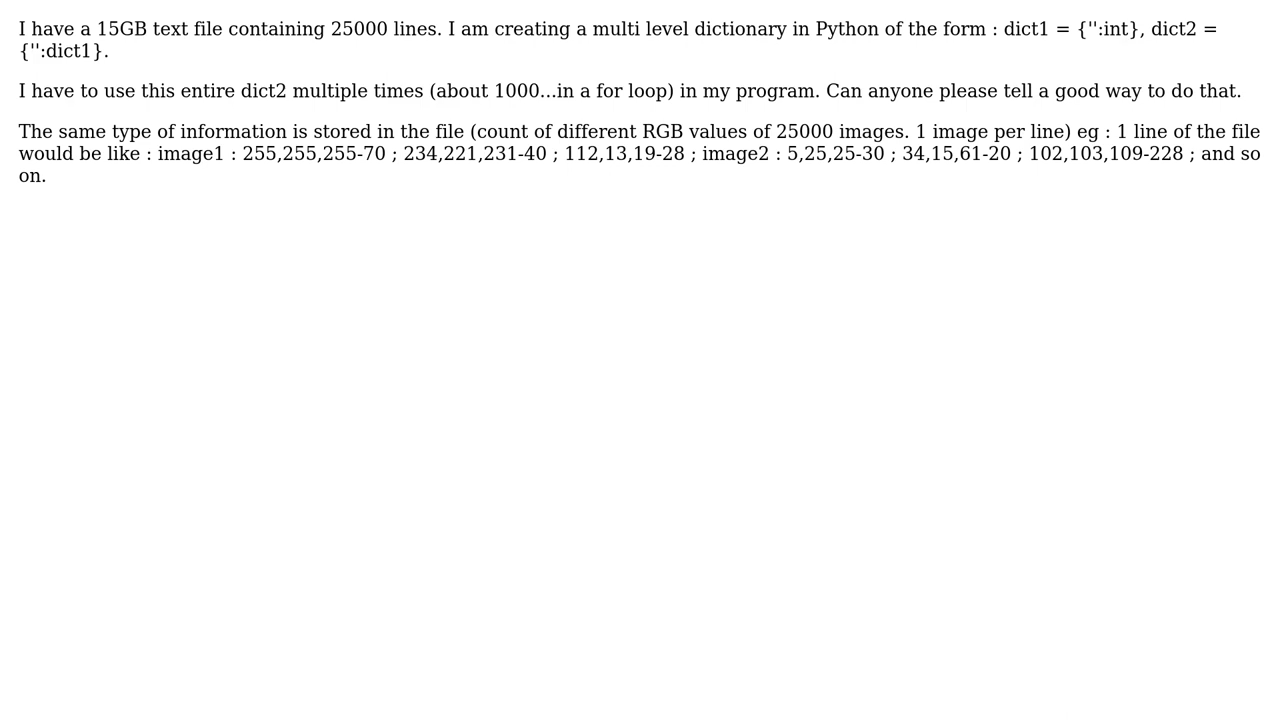 I have a 15GB text file containing 25000 lines. I am creating a multi level dictionary in Python of the form : dict1 = {'':int}, dict2 =
{'':dict1}.
I have to use this entire dict2 multiple times (about 1000...in a for loop) in my program. Can anyone please tell a good way to do that.
The same type of information is stored in the file (count of different RGB values of 25000 images. 1 image per line) eg : 1 line of the file
would be like : image1 : 255,255,255-70 ; 234,221,231-40 ; 112,13,19-28 ; image2 : 5,25,25-30 ; 34,15,61-20 ; 102,103,109-228 ; and so
on.